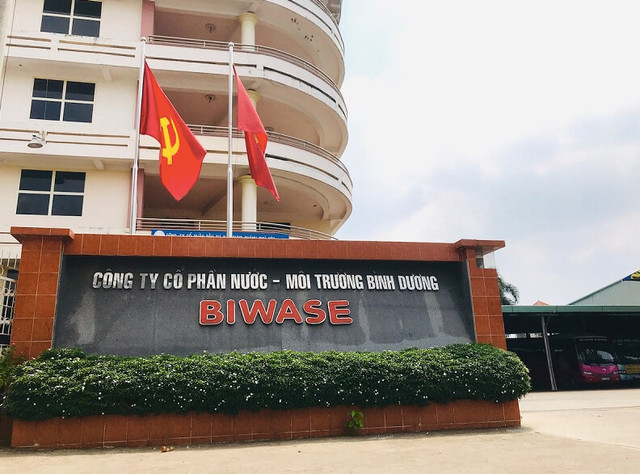 CÔNG TY CỔ PHẦN NƯỚC - MÔI TRƯỜNG BÌNH DƯƠNG
BIWASE